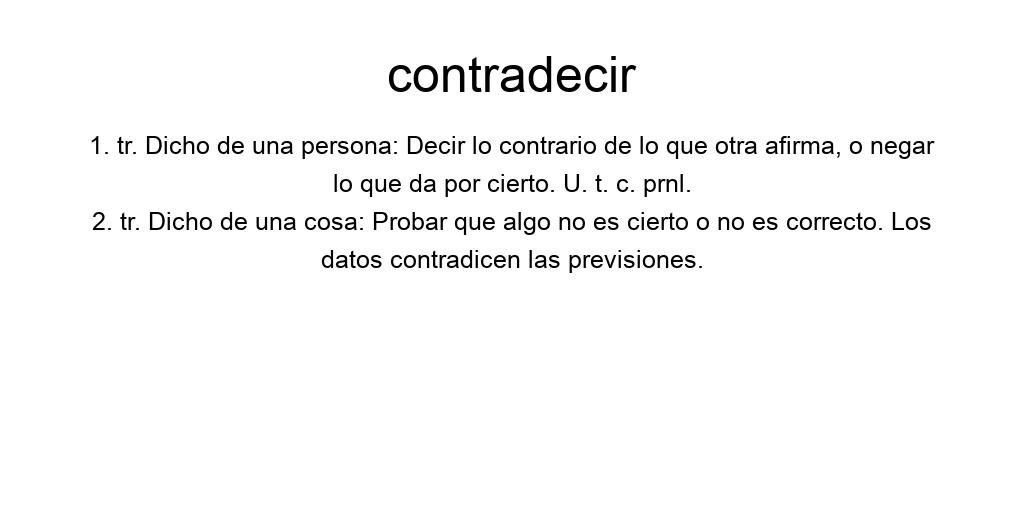 contradecir
1. tr. Dicho de una persona: Decir lo contrario de lo que otra afirma, o negar
lo que da por cierto. U. t. c. prnl.
2. tr. Dicho de una cosa: Probar que algo no es cierto o no es correcto. Los
datos contradicen las previsiones.